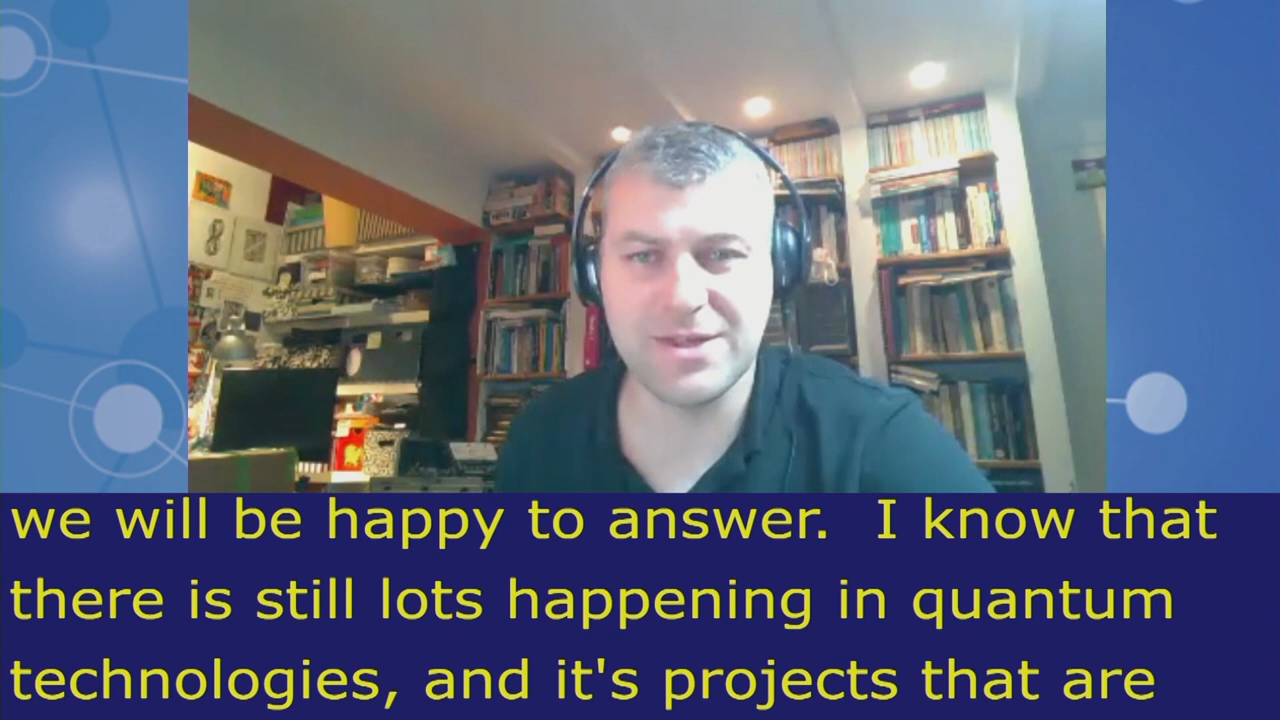 we will be happy to answer.  I know that
there is still lots happening in quantum
technologies, and it's projects that are